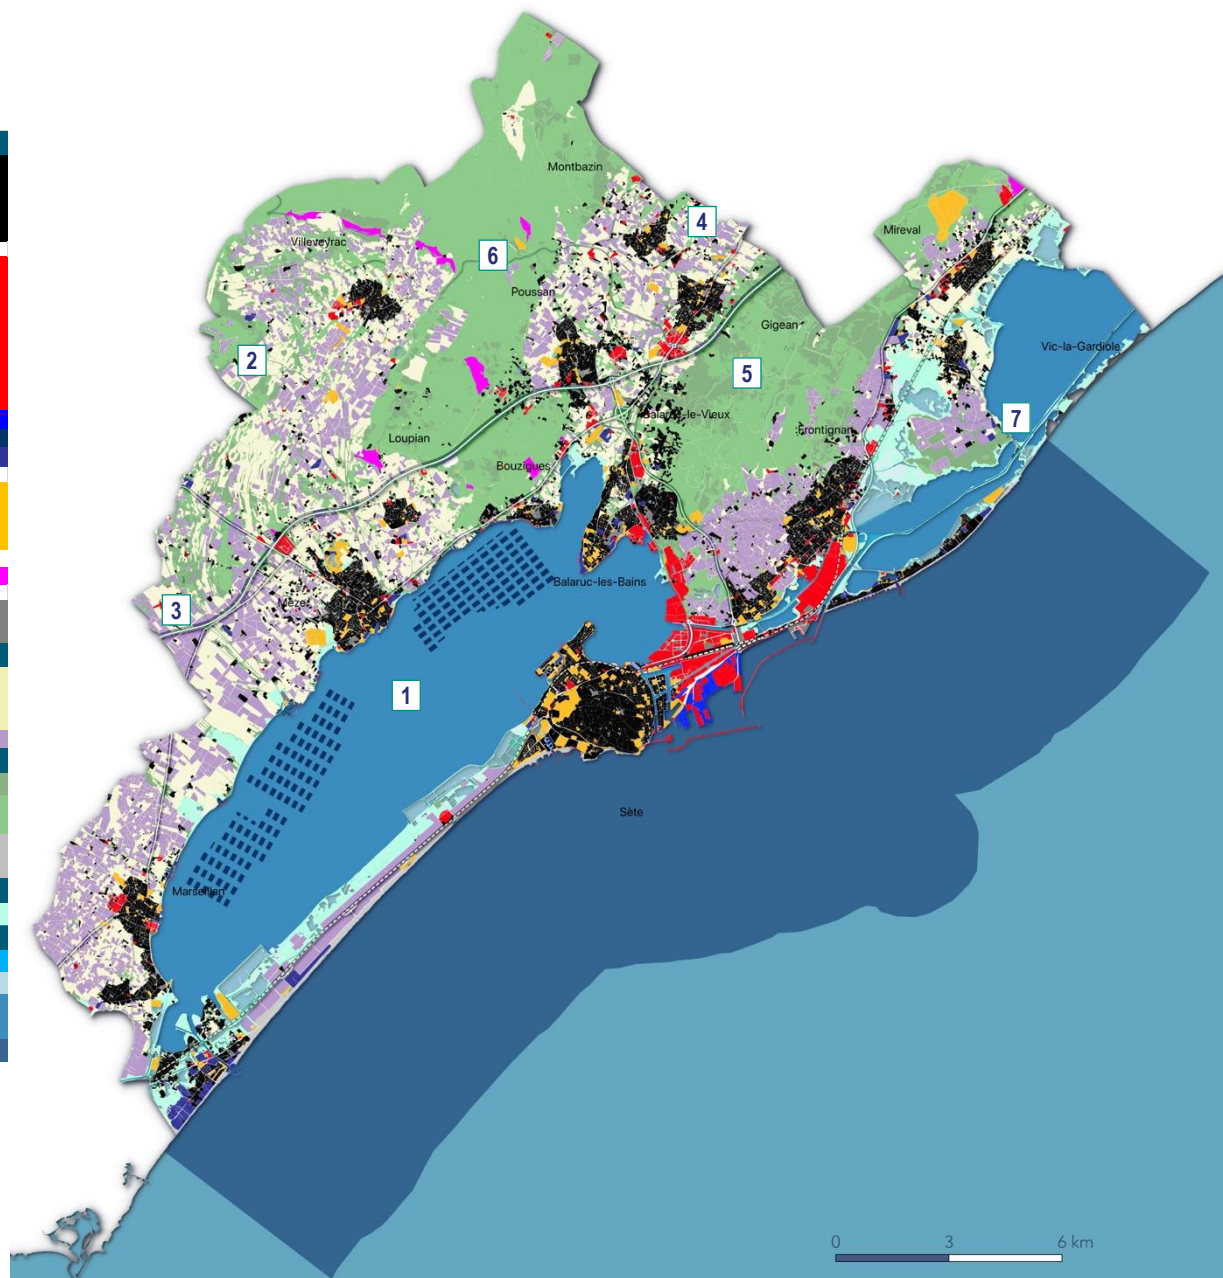 Montbazin
4
Mireval
Villeveyrac
6
Poussan
Gigean
2
Vic-la-Gardiole
5
Balaruc-le-Vieux
7
Frontignan
Loupian
Bouzigues
Balaruc-les-Bains
3
Mèze
1
Sète
Marseillan
0 3 6 km